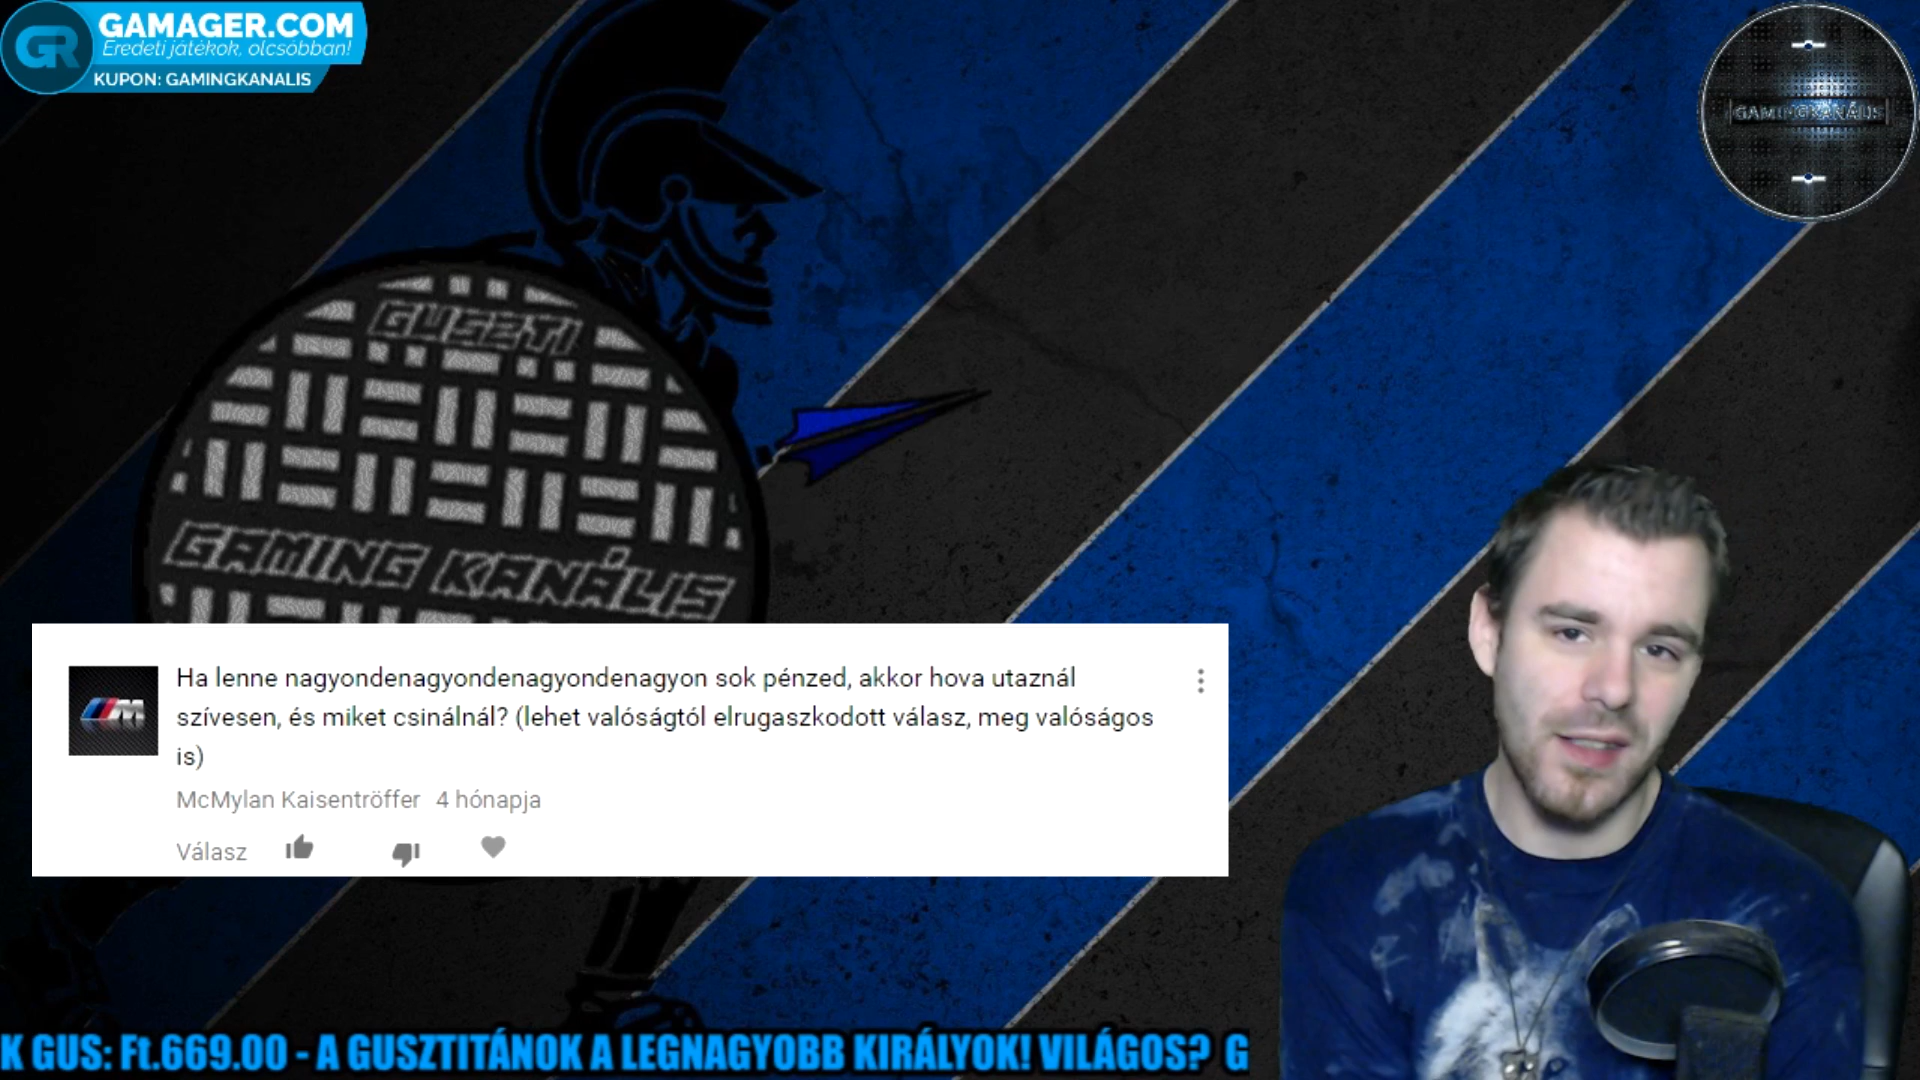 GR
GAMAGER.COM
Eredeti játékok, olcsóbban!
KUPON: GAMINGKANALIS
GAMINGKANÁLIS
GUSZTI
GAMING KANÁLIS
Ha lenne nagyondenagyondenagyondenagyon sok pénzed, akkor hova utaznál
szívesen, és miket csinálnál? (lehet valóságtól elrugaszkodott válasz, meg valóságos
is)
M
McMylan Kaisentröffer 4 hónapja
Válasz
K GUS: Ft.669.00 - A GUSZTITÁNOK A LEGNAGYOBB KIRÁLYOK! VILÁGOS? G